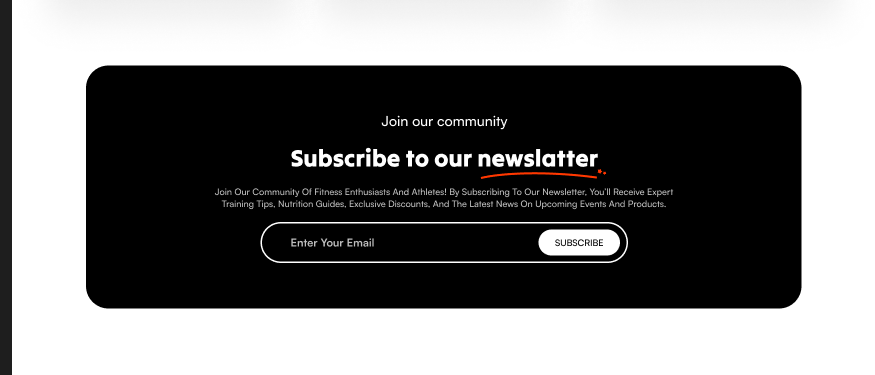 Join our community
Subscribe to our newslatter
Join Our Community Of Fitness Enthusiasts And Athletes! By Subscribing To Our Newsletter, You'll Receive Expert
Training Tips, Nutrition Guides, Exclusive Discounts, And The Latest News On Upcoming Events And Products.
Enter Your Email SUBSCRIBE